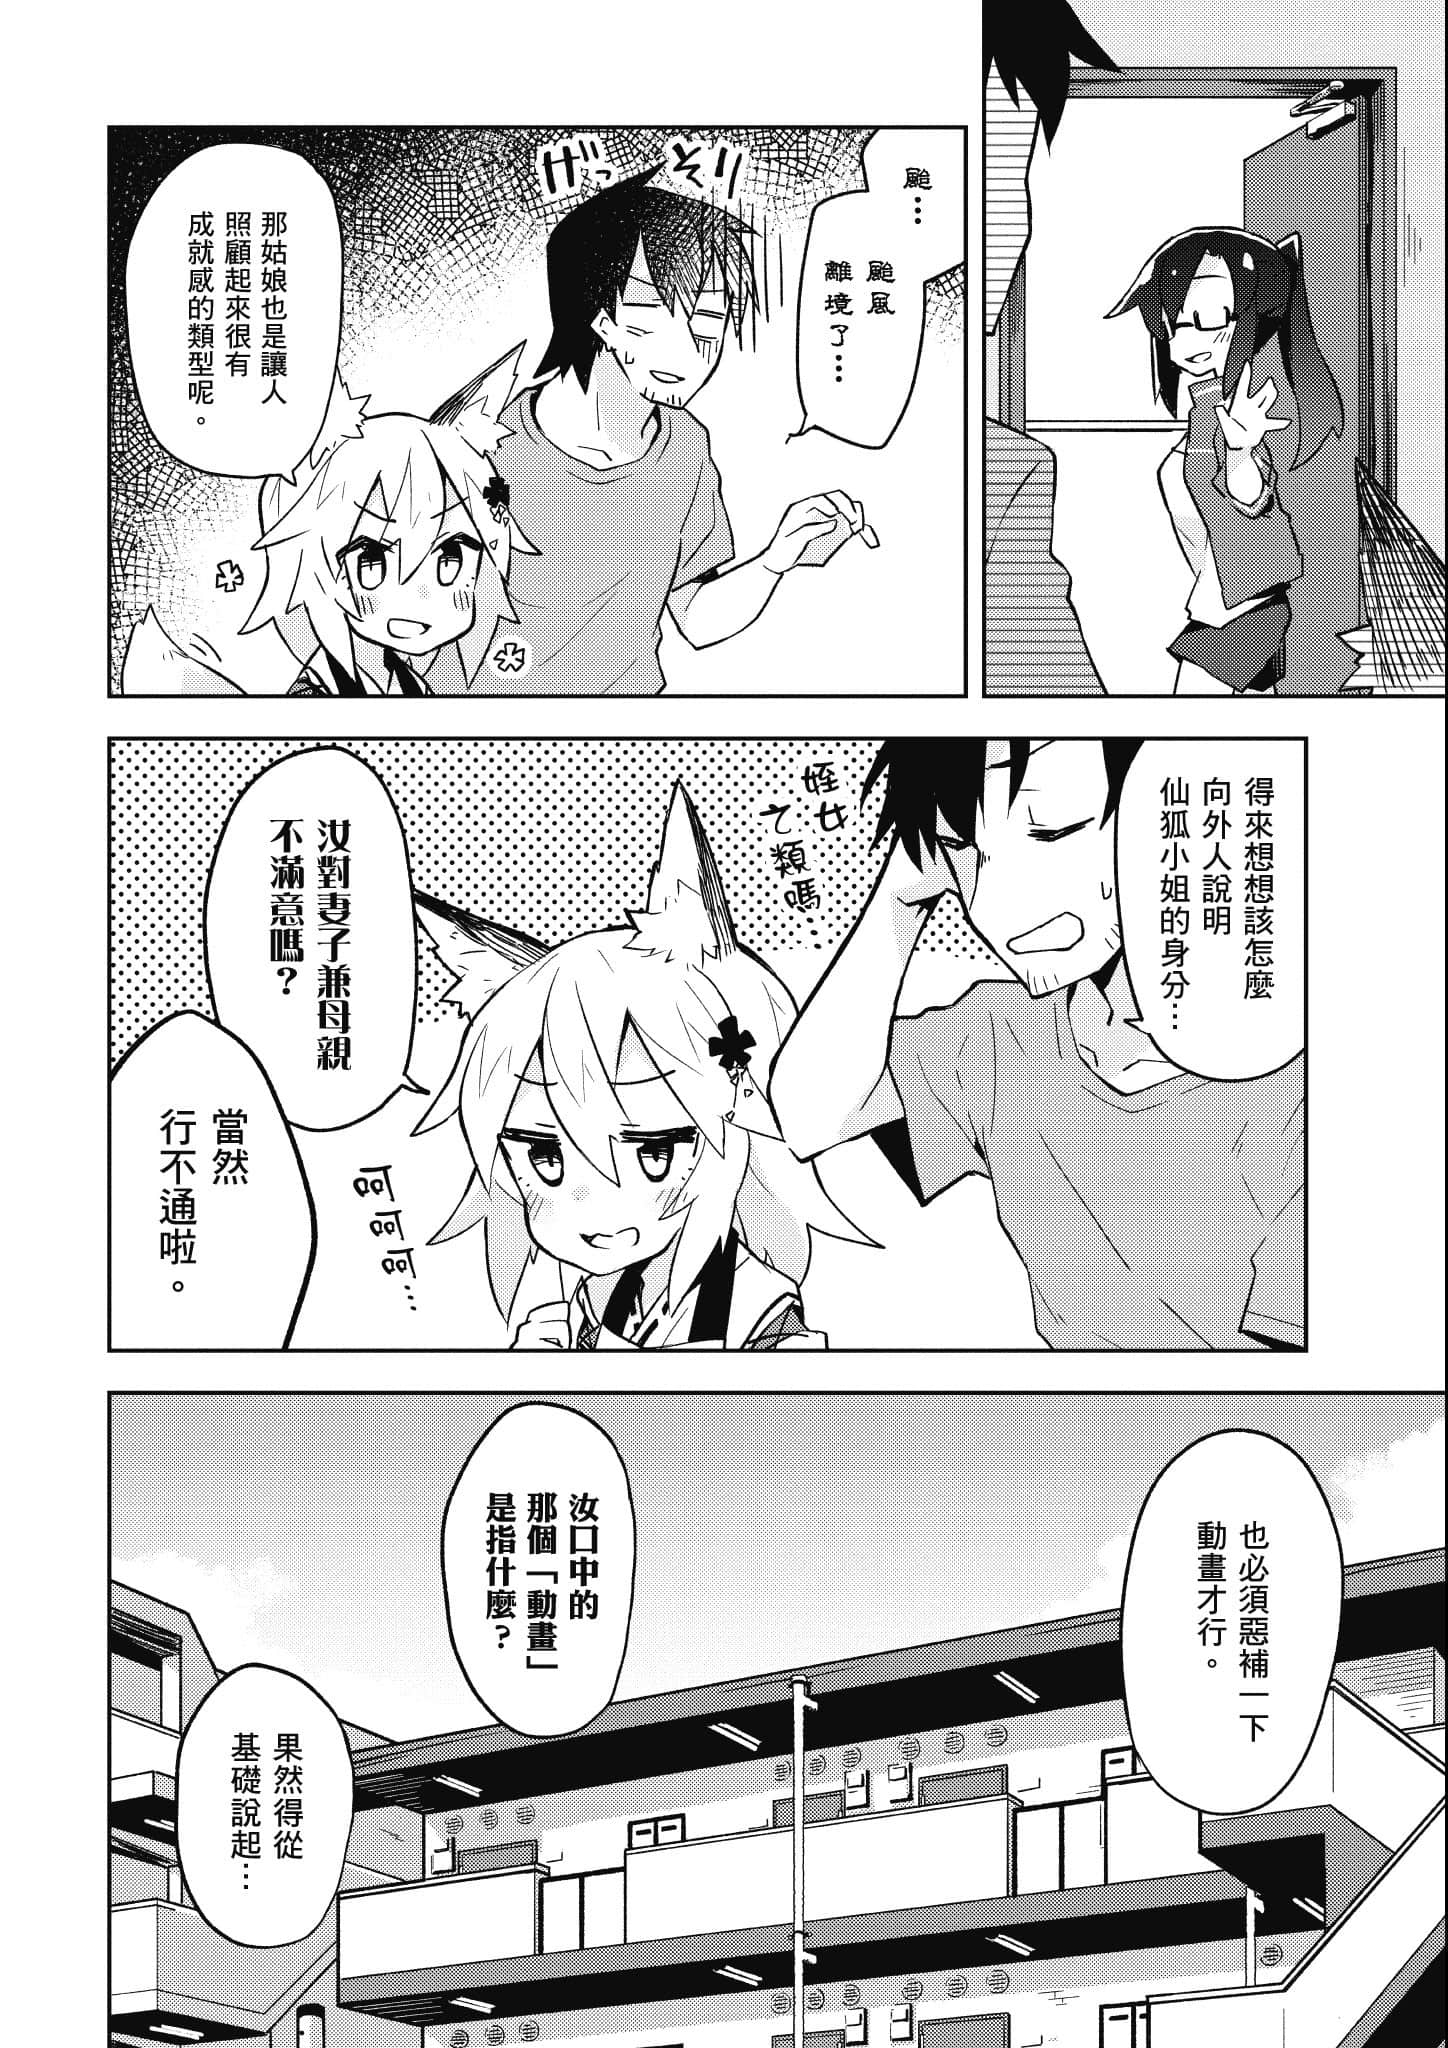 颱…
颱風
離境了…
…
げっそり
那姑娘也是讓人
照顧起來很有
成就感的類型呢。
得來想想該怎麼
向外人說明
仙狐小姐的身分…
姪女
之類嗎…
汝對妻子兼母親
不滿意嗎？
呵呵呵…
當然
行不通啦。
也必須惡補一下
動畫才行。
汝口中的
那個「動畫」
是指什麼？
果然得從
基礎說起…